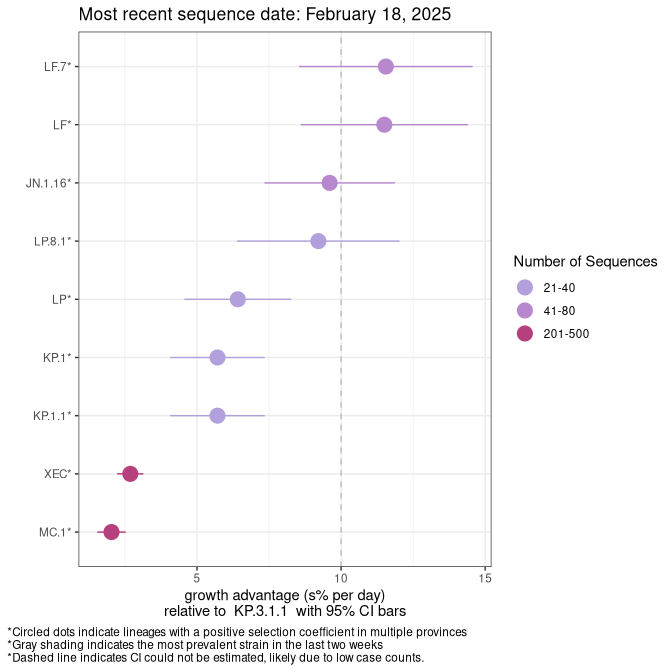 Most recent sequence date: February 18, 2025
LF.7*
LF*
JN.1.16*
LP.8.1*
LP*
KP.1*
KP.1.1*
XEC*
MC.1*
5
10
15
growth advantage (s% per day)
relative to KP.3.1.1 with 95% CI bars
Number of Sequences
21-40
41-80
201-500
*Circled dots indicate lineages with a positive selection coefficient in multiple provinces
*Gray shading indicates the most prevalent strain in the last two weeks
*Dashed line indicates CI could not be estimated, likely due to low case counts.